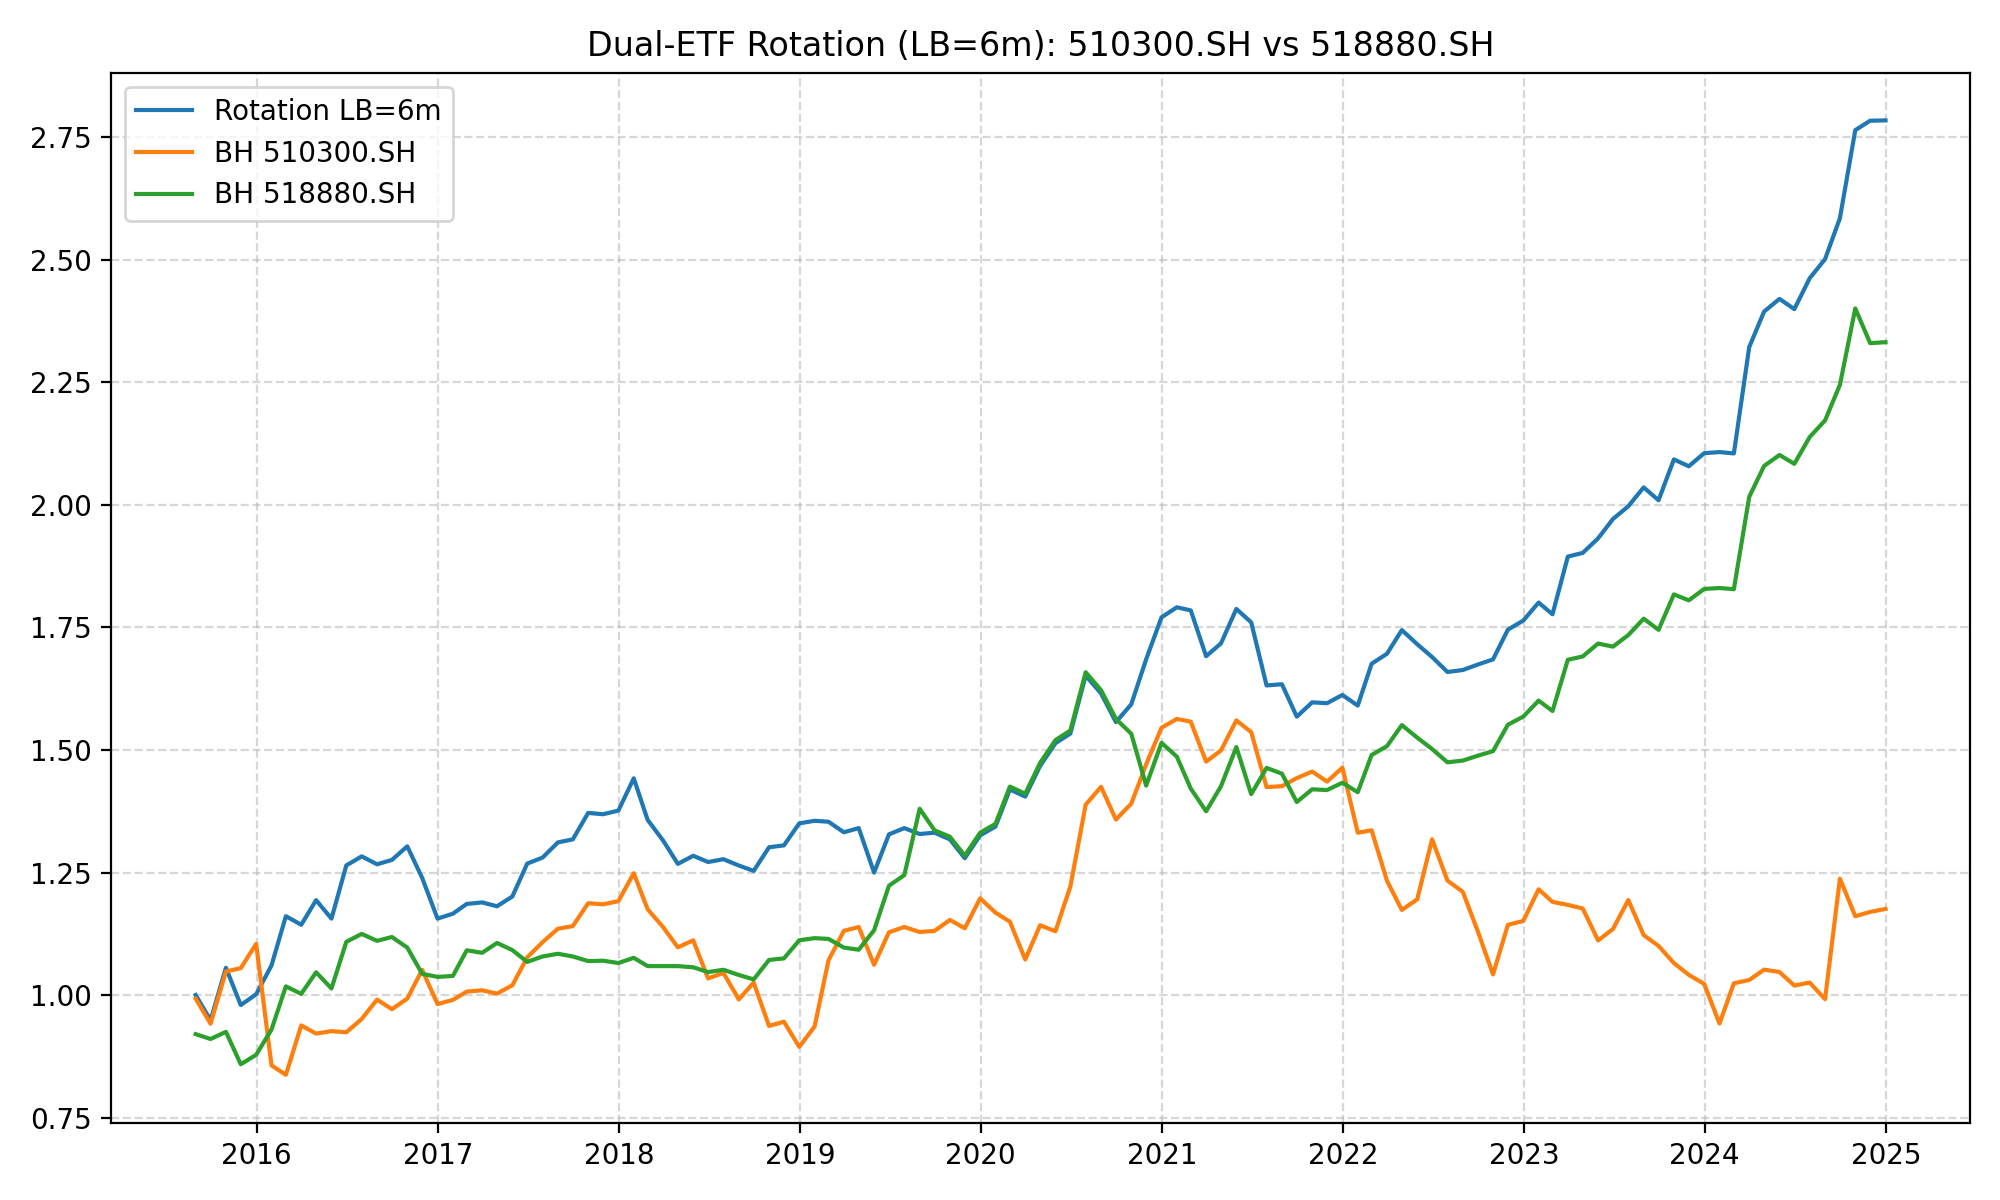 Dual-ETF Rotation (LB=6m): 510300.SH vs 518880.SH
Rotation LB=6m
BH 510300.SH
BH 518880.SH
2.75
2.50
2.25
2.00
1.75
1.50
1.25
1.00
0.75
2016 2017 2018 2019 2020 2021 2022 2023 2024 2025